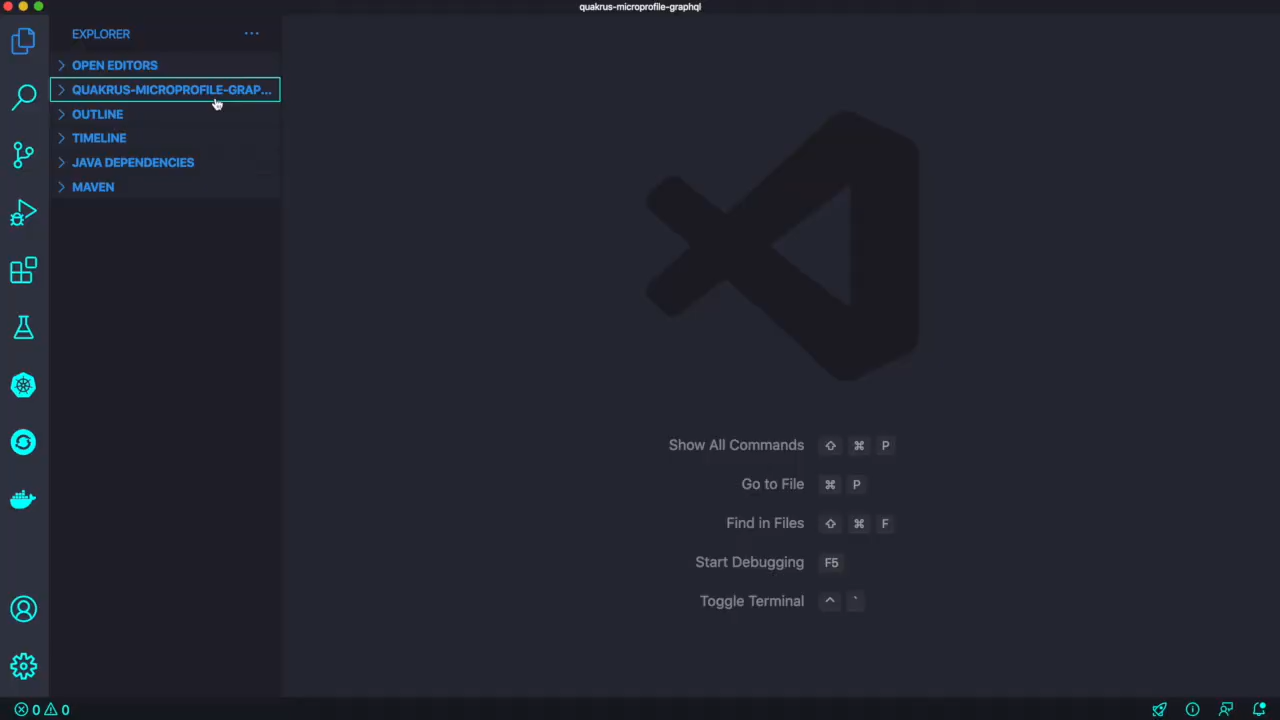 quakrus-microprofile-graphql
EXPLORER
OPEN EDITORS
QUAKRUS-MICROPROFILE-GRAP...
OUTLINE
TIMELINE
JAVA DEPENDENCIES
MAVEN
Show All Commands ⇧ ⌘ P
Go to File ⌘ P
Find in Files ⇧ ⌘ F
Start Debugging F5
Toggle Terminal ^ `
0 0